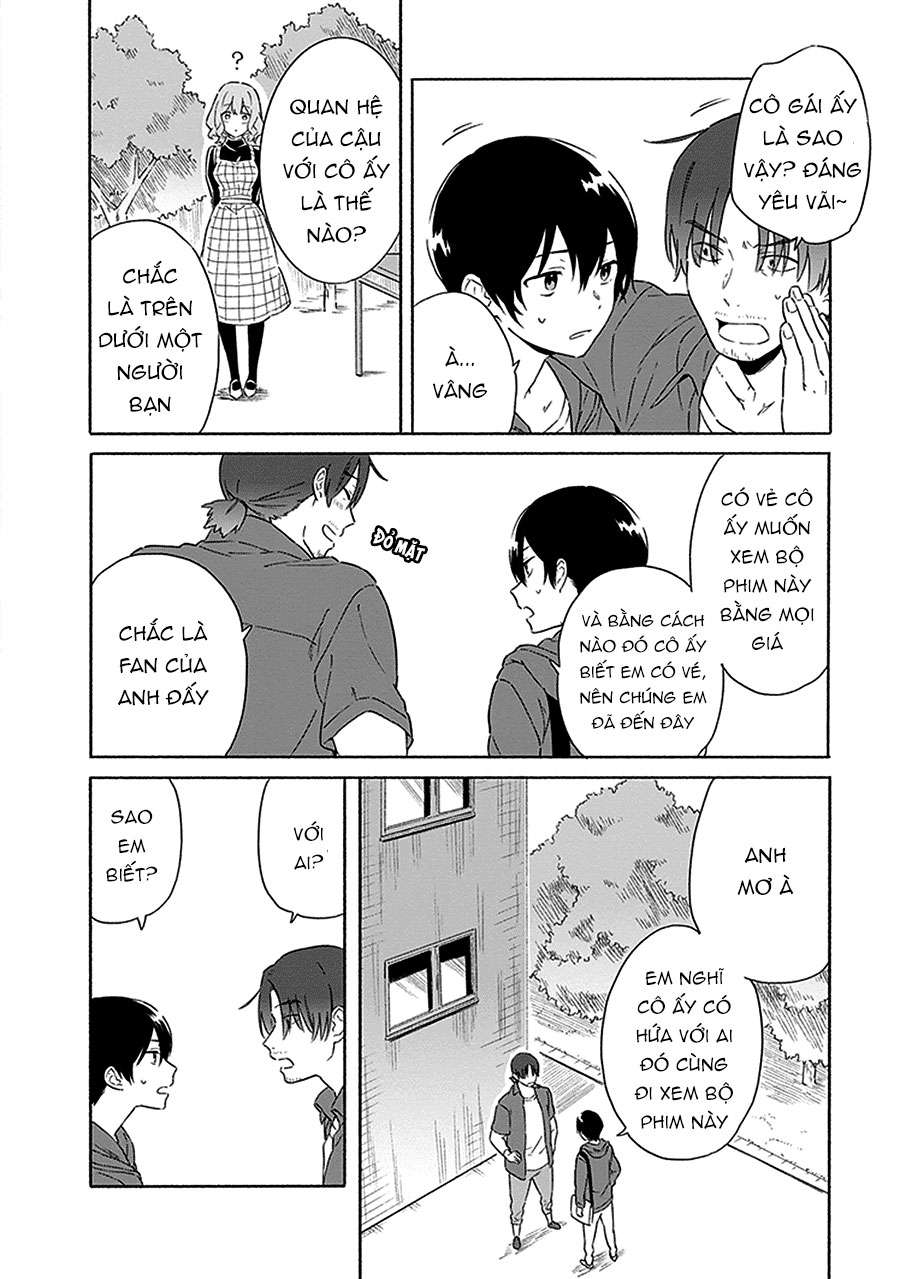 CÔ GÁI ẤY
LÀ SAO
VẬY? ĐÁNG
YÊU VÃI~
À...
VÂNG
?
QUAN HỆ
CỦA CẬU
VỚI CÔ ẤY
LÀ THẾ
NÀO?
CHẮC
LÀ TRÊN
DƯỚI MỘT
NGƯỜI
BẠN
CÓ VẺ CÔ
ẤY MUỐN
XEM BỘ
PHIM NÀY
BẰNG MỌI
GIÁ
VÀ BẰNG CÁCH
NÀO ĐÓ CÔ ẤY
BIẾT EM CÓ VÉ,
NÊN CHÚNG EM
ĐÃ ĐẾN ĐÂY
ĐỎ MẶT
CHẮC LÀ
FAN CỦA
ANH ĐẤY
ANH
MƠ À
EM NGHĨ
CÔ ẤY CÓ
HỨA VỚI AI
ĐÓ CÙNG
ĐI XEM BỘ
PHIM NÀY
VỚI
AI?
SAO
EM
BIẾT?